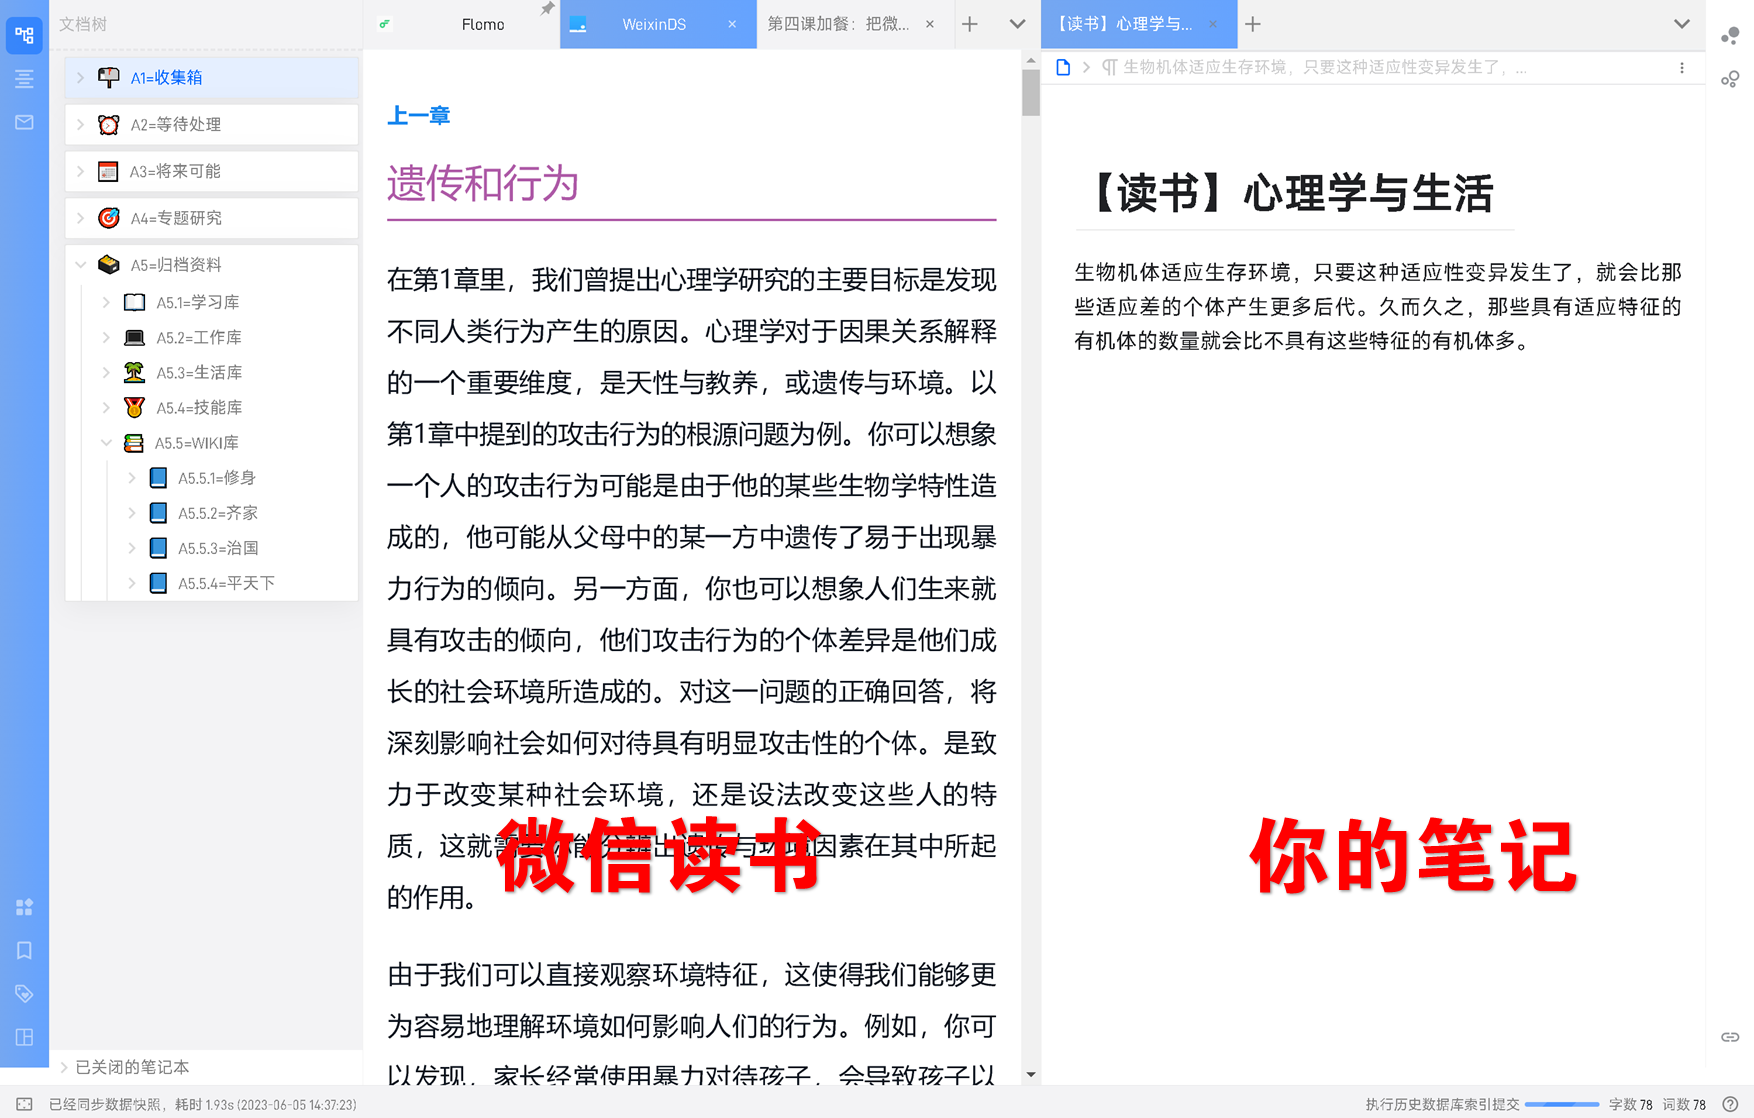 文档树
A1=收集箱
A2=等待处理
A3=将来可能
A4=专题研究
A5=归档资料
A5.1=学习库
A5.2=工作库
A5.3=生活库
A5.4=技能库
A5.5=WIKI库
A5.5.1=修身
A5.5.2=齐家
A5.5.3=治国
A5.5.4=平天下
已关闭的笔记本
Flomo
WeixinDS
第四课加餐：把微...
上一章
遗传和行为
在第1章里，我们曾提出心理学研究的主要目标是发现
不同人类行为产生的原因。心理学对于因果关系解释
的一个重要维度，是天性与教养，或遗传与环境。以
第1章中提到的攻击行为的根源问题为例。你可以想象
一个人的攻击行为可能是由于他的某些生物学特性造
成的，他可能从父母中的某一方中遗传了易于出现暴
力行为的倾向。另一方面，你也可以想象人们生来就
具有攻击的倾向，他们攻击行为的个体差异是他们成
长的社会环境所造成的。对这一问题的正确回答，将
深刻影响社会如何对待具有明显攻击性的个体。是致
力于改变某种社会环境，还是设法改变这些人的特
质，这就需要你能分辨出遗传与环境因素在其中所起
的作用。
微信读书
由于我们可以直接观察环境特征，这使得我们能够更
为容易地理解环境如何影响人们的行为。例如，你可
以发现，家长经常使用暴力对待孩子，会导致孩子以
【读书】心理学与...
生物机体适应生存环境，只要这种适应性变异发生了，...
【读书】心理学与生活
生物机体适应生存环境，只要这种适应性变异发生了，就会比那
些适应差的个体产生更多后代。久而久之，那些具有适应特征的
有机体的数量就会比不具有这些特征的有机体多。
你的笔记
已经同步数据快照，耗时 1.93s (2023-06-05 14:37:23)
执行历史数据库索引提交 字数 78 词数 78